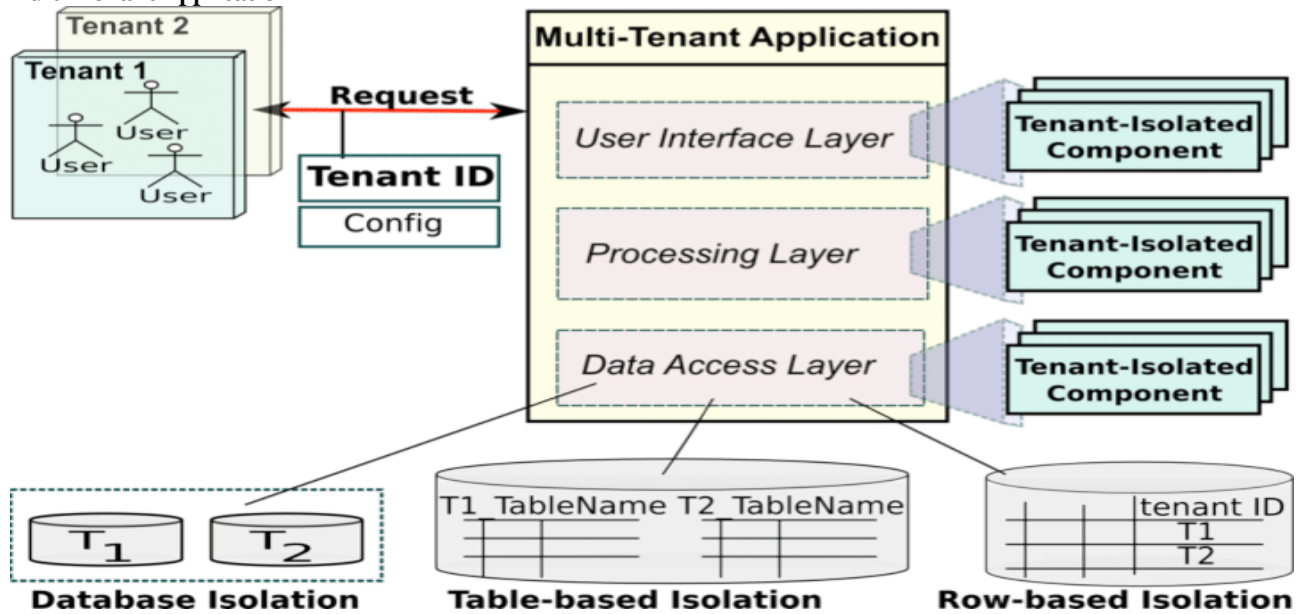 Tenant 2
Tenant 1
User
User
User
Request
Tenant ID
Config
Multi-Tenant Application
User Interface Layer
Tenant-Isolated
Component
Processing Layer
Tenant-Isolated
Component
Data Access Layer
Tenant-Isolated
Component
T1
T2
Database Isolation
T1_TableName T2_TableName
Table-based Isolation
tenant ID
T1
T2
Row-based Isolation